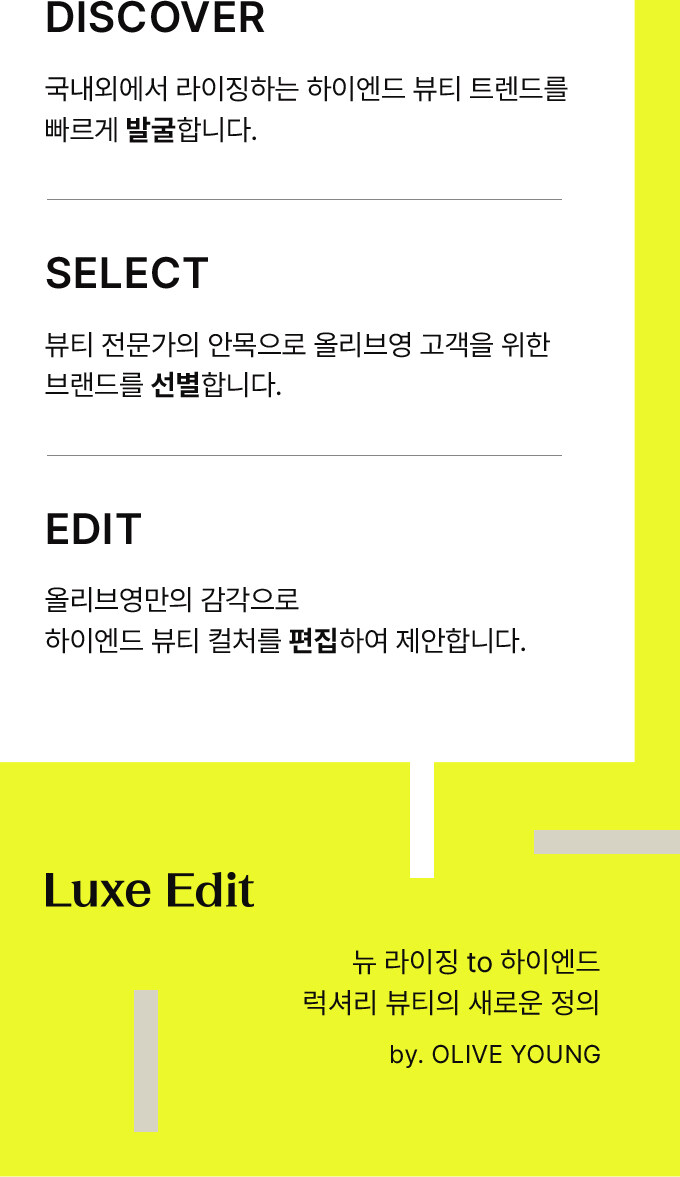 DISCOVER
국내외에서 라이징하는 하이엔드 뷰티 트렌드를
빠르게 발굴합니다.
SELECT
뷰티 전문가의 안목으로 올리브영 고객을 위한
브랜드를 선별합니다.
EDIT
올리브영만의 감각으로
하이엔드 뷰티 컬처를 편집하여 제안합니다.
Luxe Edit
뉴 라이징 to 하이엔드
럭셔리 뷰티의 새로운 정의
by. OLIVE YOUNG